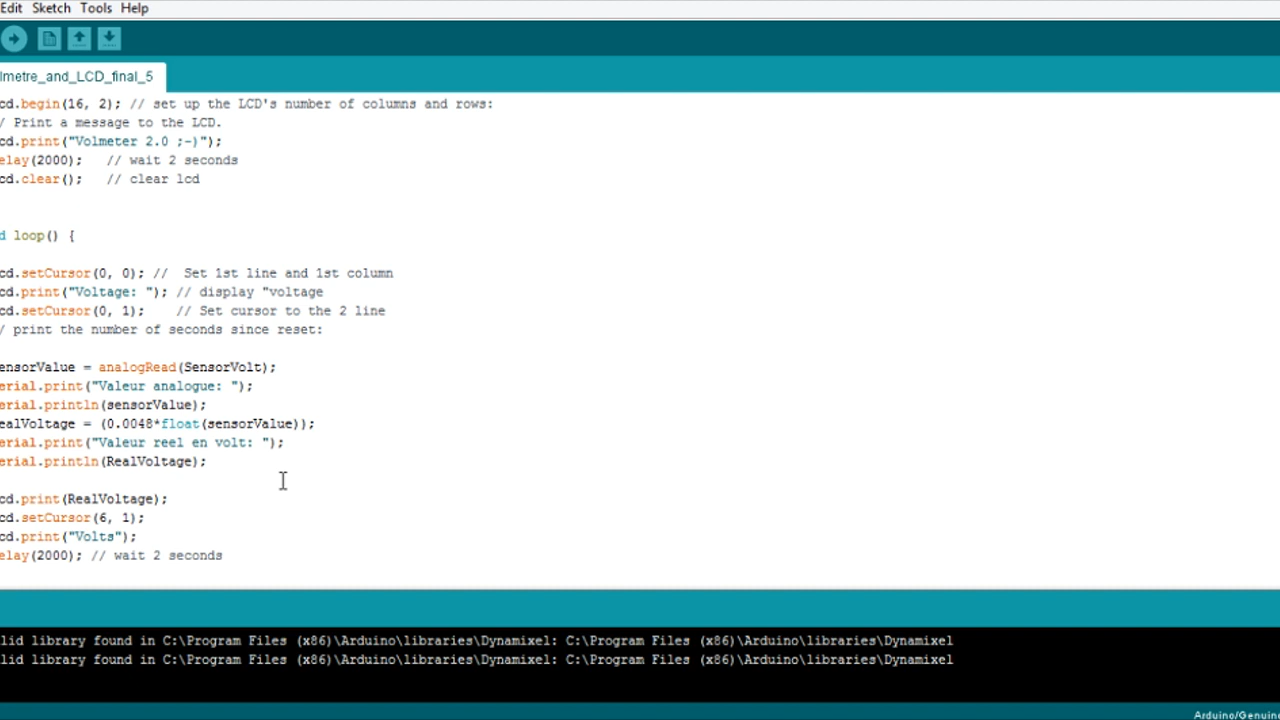 Edit Sketch Tools Help
lmetre_and_LCD_final_5
cd.begin(16, 2); // set up the LCD's number of columns and rows:
/ Print a message to the LCD.
cd.print("Volmeter 2.0 ;-)");
elay(2000);   // wait 2 seconds
cd.clear();   // clear lcd
d loop() {
cd.setCursor(0, 0); //  Set 1st line and 1st column
cd.print("Voltage: "); // display "voltage
cd.setCursor(0, 1);    // Set cursor to the 2 line
/ print the number of seconds since reset:
ensorValue = analogRead(SensorVolt);
erial.print("Valeur analogue: ");
erial.println(sensorValue);
ealVoltage = (0.0048*float(sensorValue));
erial.print("Valeur reel en volt: ");
erial.println(RealVoltage);
cd.print(RealVoltage);
cd.setCursor(6, 1);
cd.print("Volts");
elay(2000); // wait 2 seconds
lid library found in C:\Program Files (x86)\Arduino\libraries\Dynamixel: C:\Program Files (x86)\Arduino\libraries\Dynamixel
lid library found in C:\Program Files (x86)\Arduino\libraries\Dynamixel: C:\Program Files (x86)\Arduino\libraries\Dynamixel
Arduino/Genuino